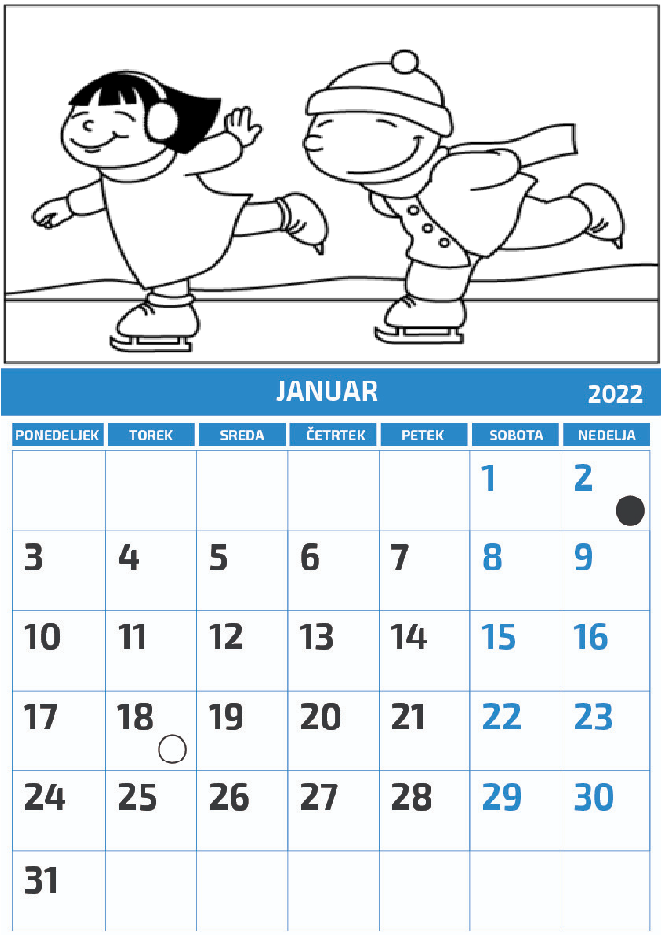 JANUAR 2022
PONEDELJEK TOREK SREDA ČETRTEK PETEK SOBOTA NEDELJA
1 2
3 4 5 6 7 8 9
10 11 12 13 14 15 16
17 18 19 20 21 22 23
24 25 26 27 28 29 30
31